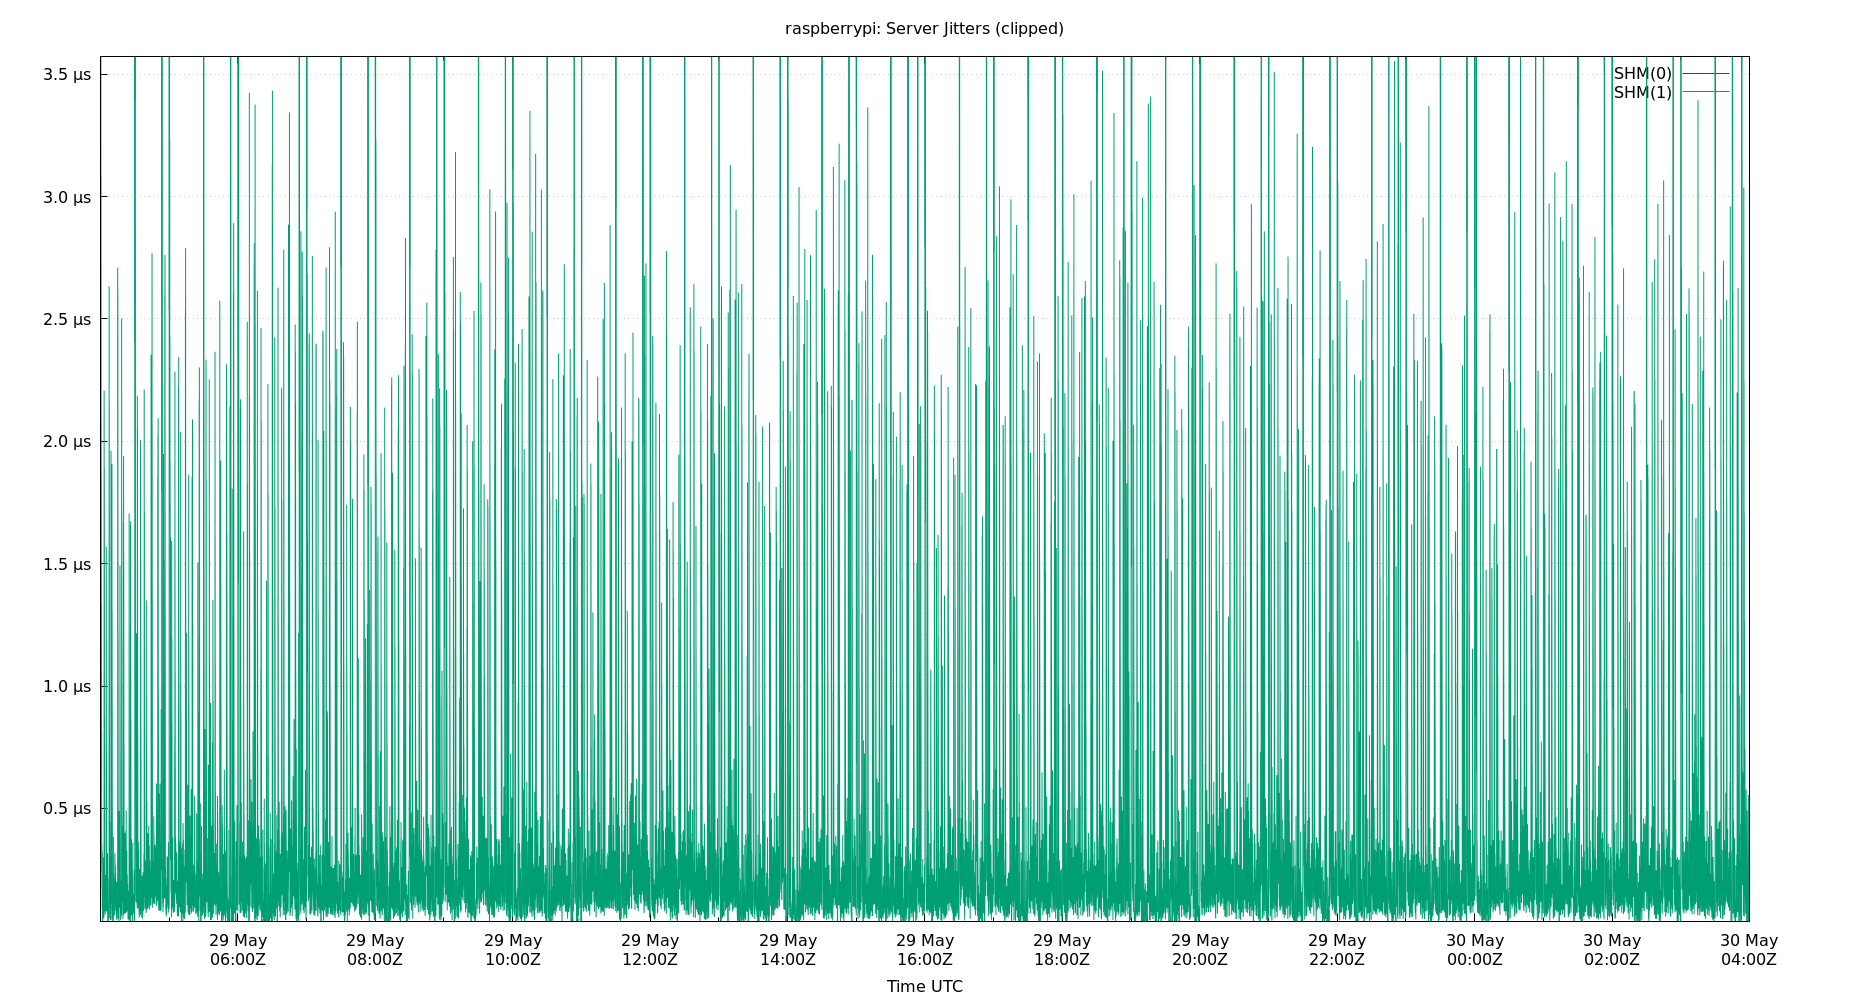 raspberrypi: Server Jitters (clipped)
3.5 µs
3.0 µs
2.5 µs
2.0 µs
1.5 µs
1.0 µs
0.5 µs
SHM(0)
SHM(1)
29 May
06:00Z
29 May
08:00Z
29 May
10:00Z
29 May
12:00Z
29 May
14:00Z
29 May
16:00Z
29 May
18:00Z
29 May
20:00Z
29 May
22:00Z
30 May
00:00Z
30 May
02:00Z
30 May
04:00Z
Time UTC